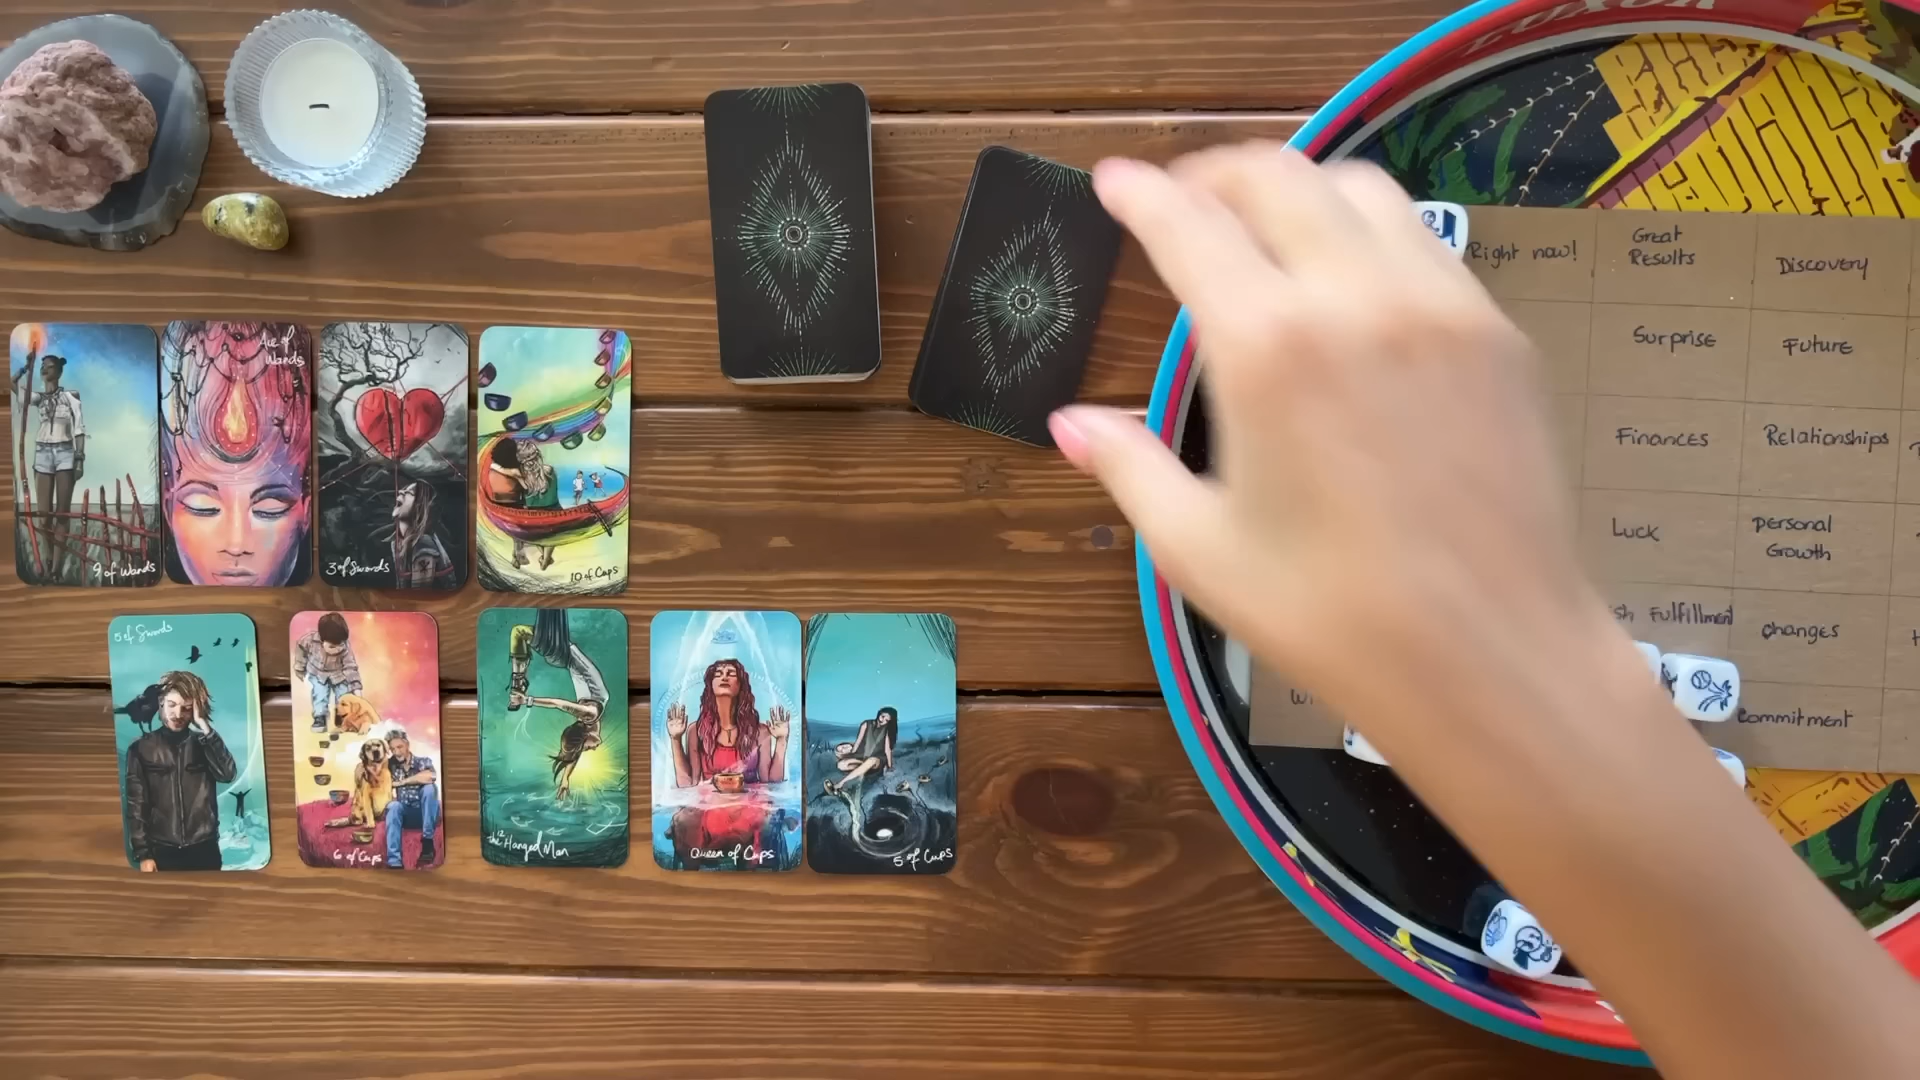 LUXOR
Right now!
Great
Results
Discovery
Surprise
Future
Finances
Relationships
Luck
Personal
Growth
Fulfillment
changes
Commitment
Ace of
Wands
9 of Wands
3 of Swords
10 of Cups
5 of Swords
6 of Cups
12
The Hanged Man
Queen of Cups
5 of Cups